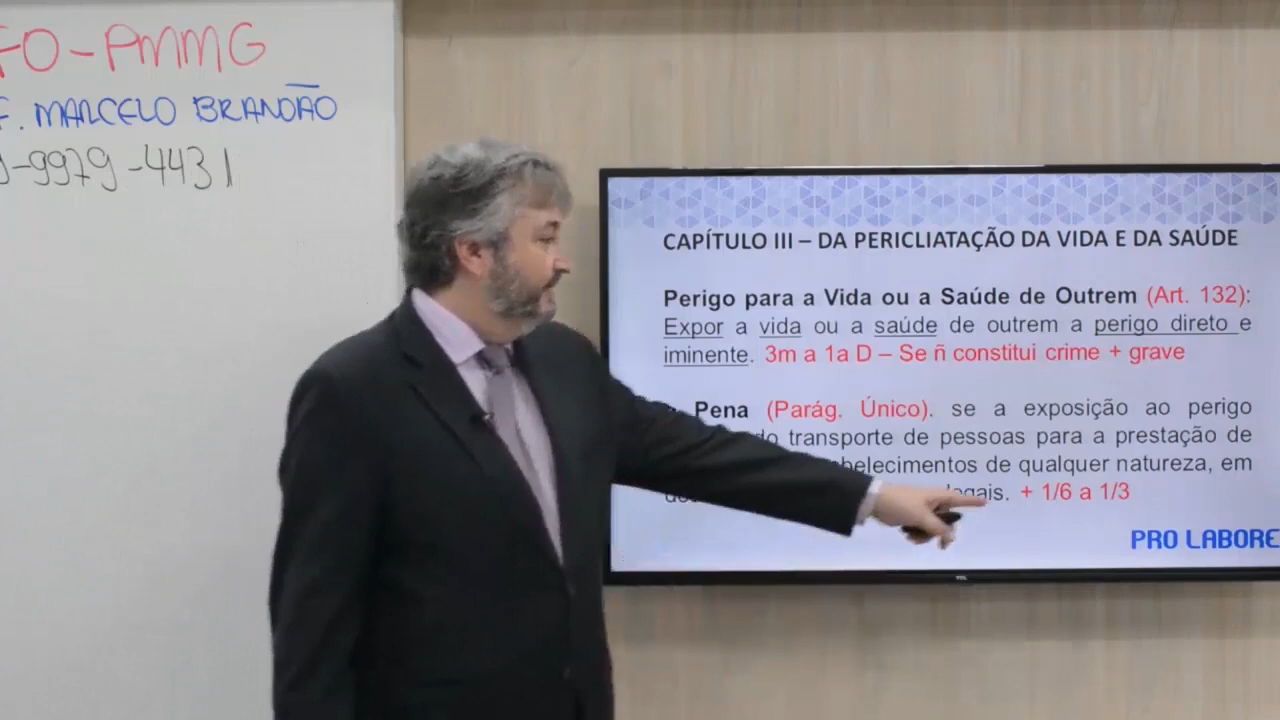 FO-PMMG
F. MARCELO BRANDÃO
9-9979-4431
CAPÍTULO III – DA PERICLIATAÇÃO DA VIDA E DA SAÚDE
Perigo para a Vida ou a Saúde de Outrem (Art. 132):
Expor a vida ou a saúde de outrem a perigo direto e
iminente. 3m a 1a D – Se ñ constitui crime + grave
Pena (Parág. Único). se a exposição ao perigo
transporte de pessoas para a prestação de
de qualquer natureza, em
+ 1/6 a 1/3
PRO LABORE
TCL